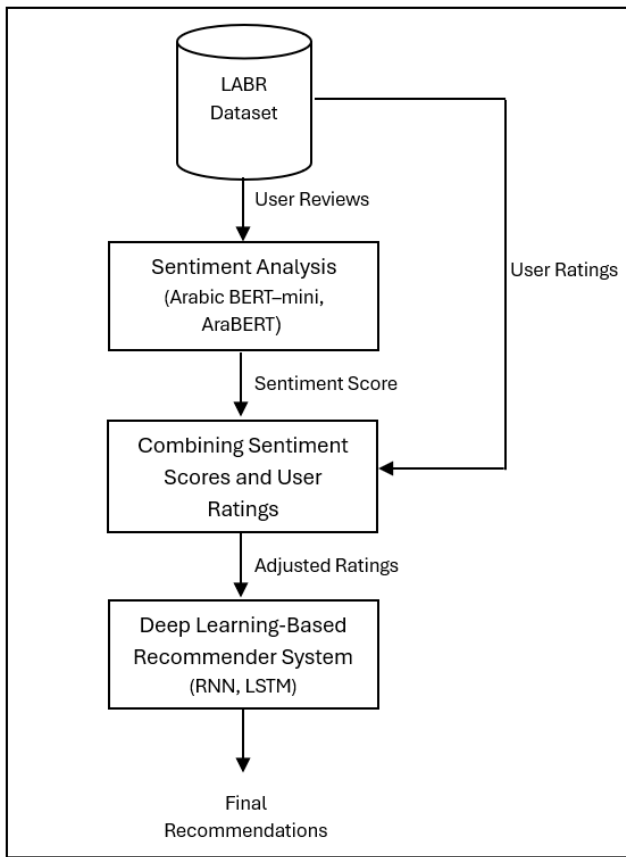 LABR
Dataset
User Reviews
Sentiment Analysis
(Arabic BERT–mini,
AraBERT)
User Ratings
Sentiment Score
Combining Sentiment
Scores and User
Ratings
Adjusted Ratings
Deep Learning-Based
Recommender System
(RNN, LSTM)
Final
Recommendations